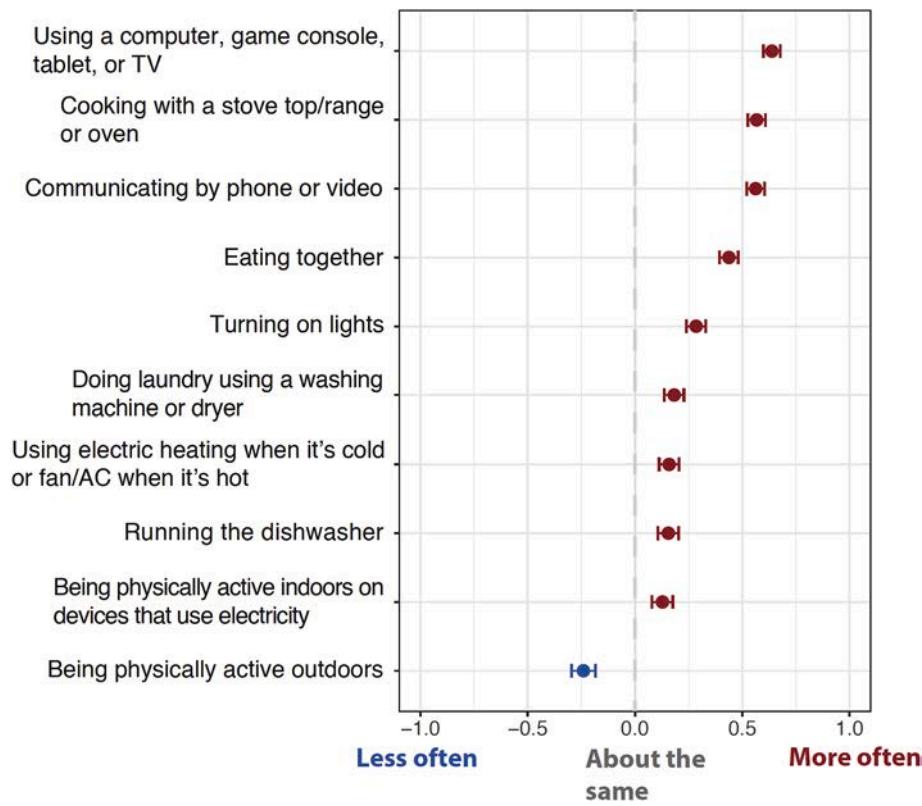 Using a computer, game console,
tablet, or TV
Cooking with a stove top/range
or oven
Communicating by phone or video
Eating together
Turning on lights
Doing laundry using a washing
machine or dryer
Using electric heating when it's cold
or fan/AC when it's hot
Running the dishwasher
Being physically active indoors on
devices that use electricity
Being physically active outdoors
−1.0 −0.5 0.0 0.5 1.0
Less often About the More often
same